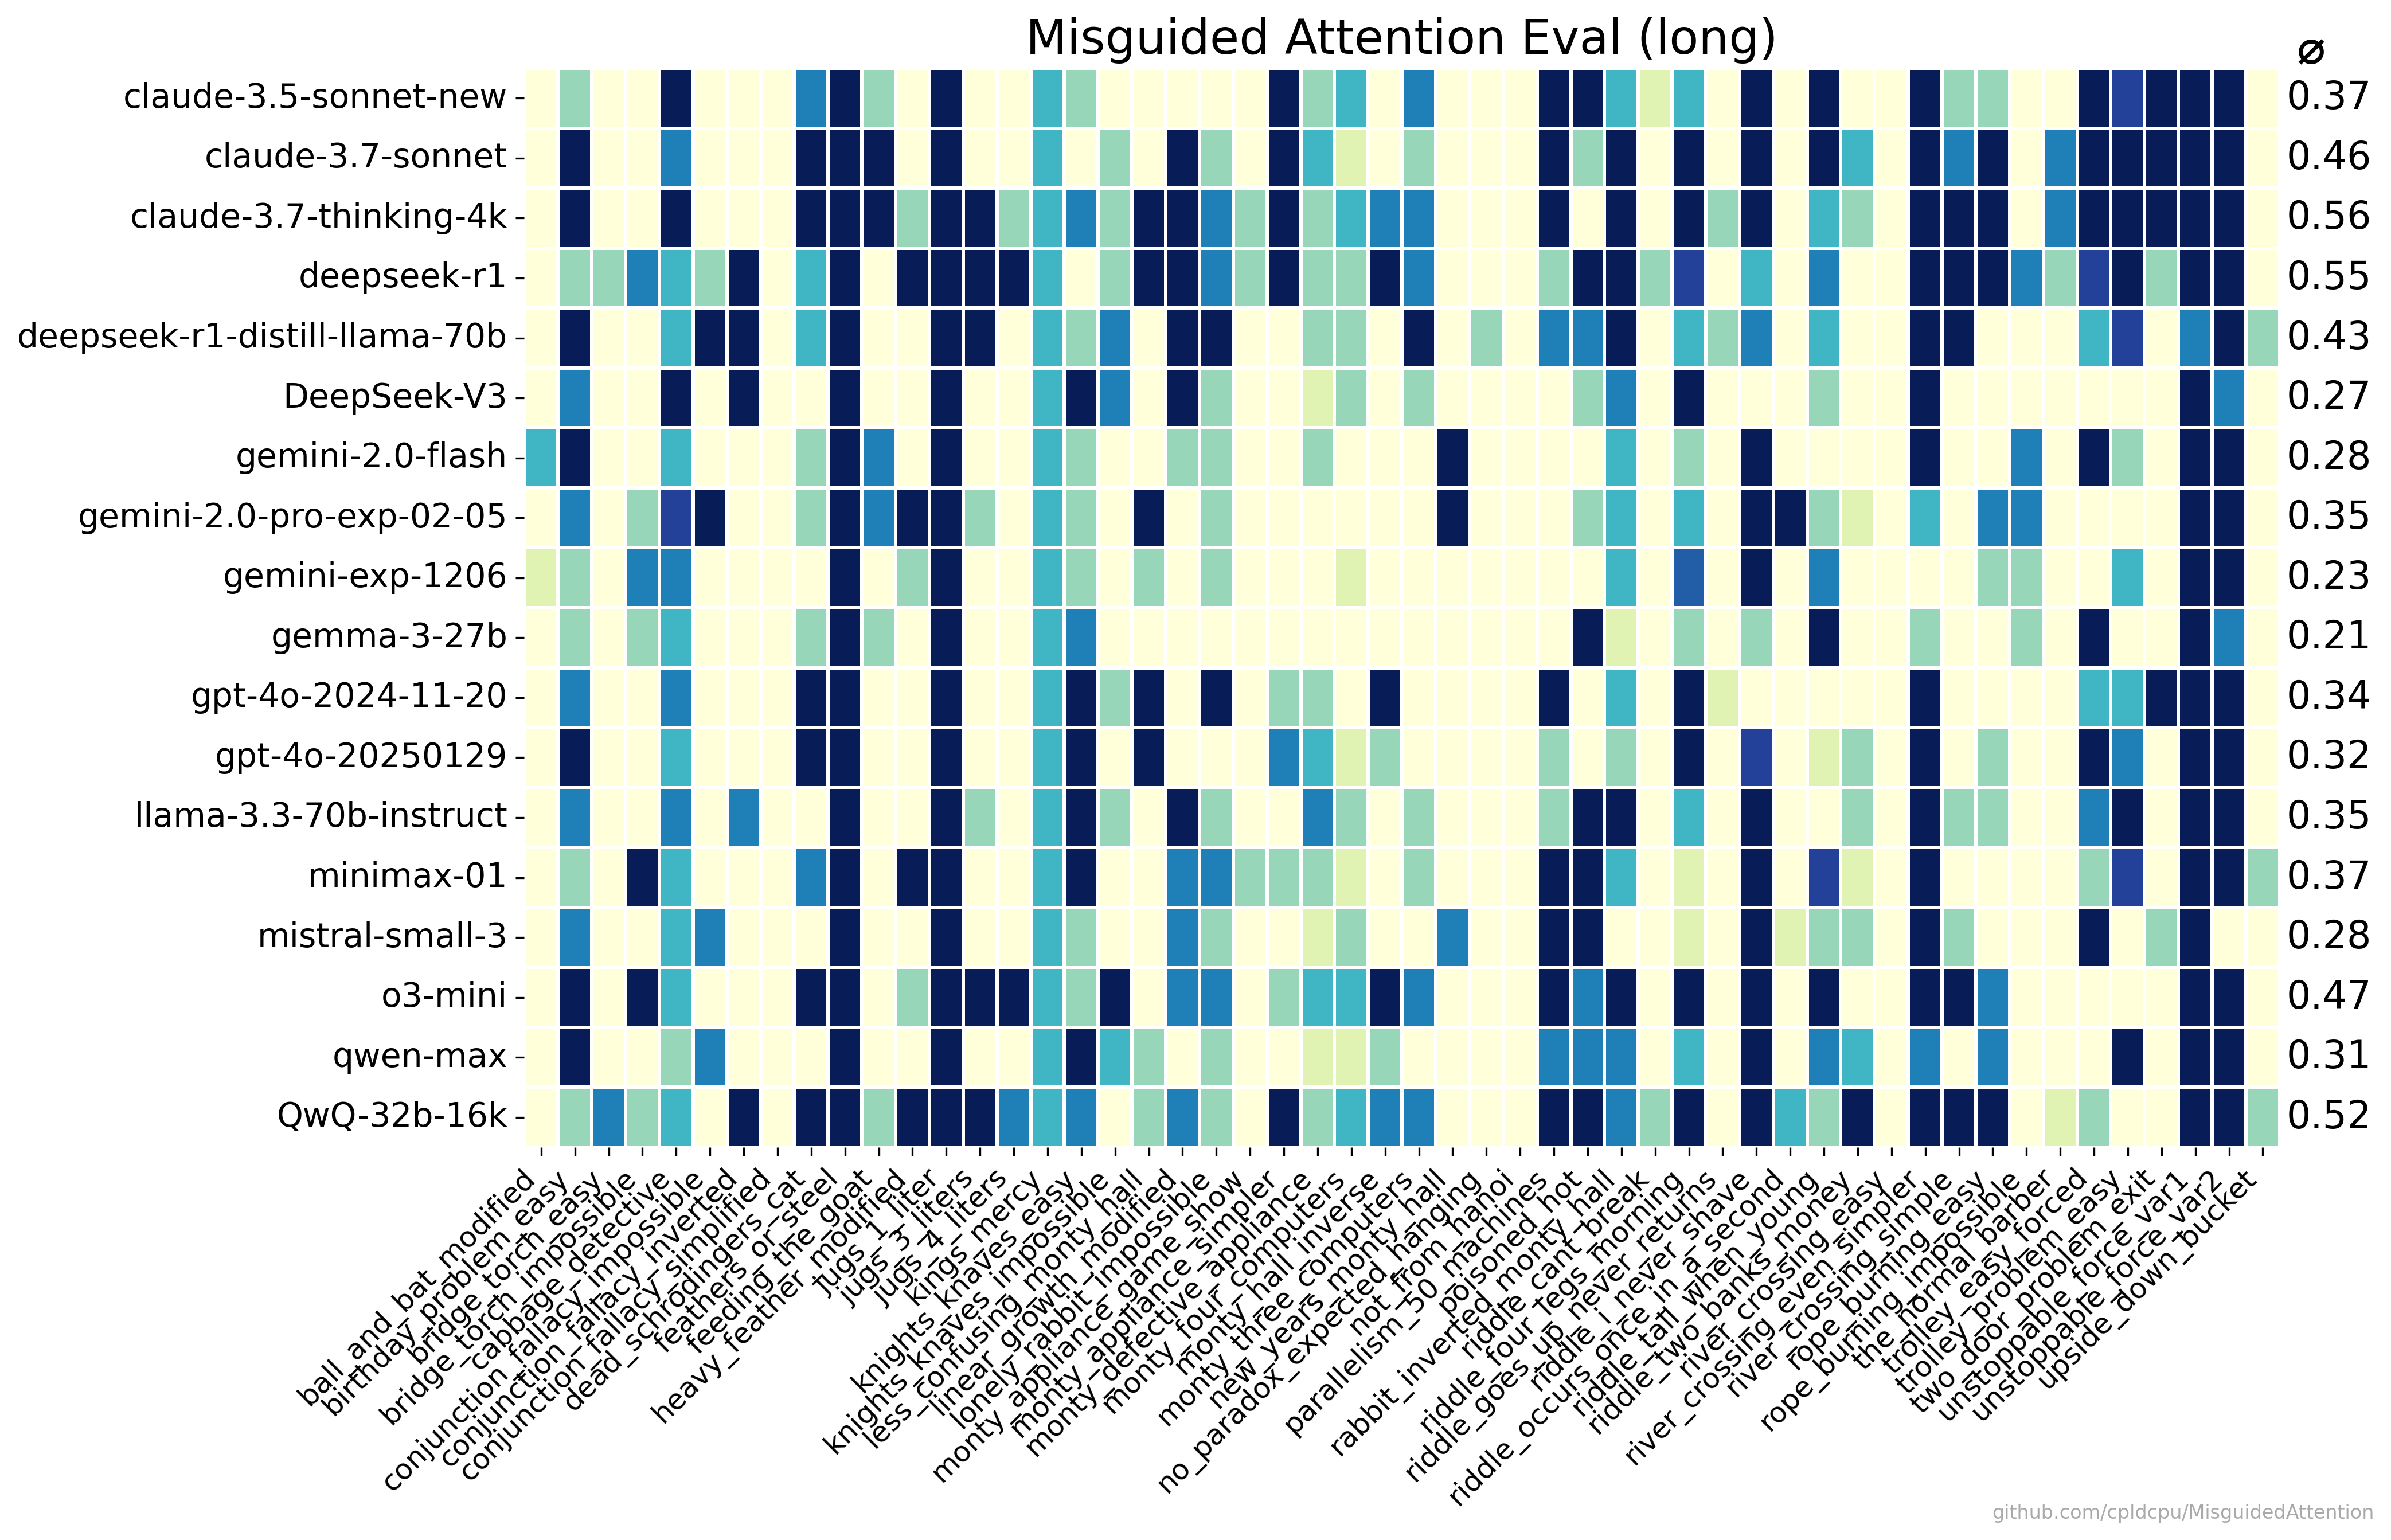 Misguided Attention Eval (long)
⌀
claude-3.5-sonnet-new 0.37
claude-3.7-sonnet 0.46
claude-3.7-thinking-4k 0.56
deepseek-r1 0.55
deepseek-r1-distill-llama-70b 0.43
DeepSeek-V3 0.27
gemini-2.0-flash 0.28
gemini-2.0-pro-exp-02-05 0.35
gemini-exp-1206 0.23
gemma-3-27b 0.21
gpt-4o-2024-11-20 0.34
gpt-4o-20250129 0.32
llama-3.3-70b-instruct 0.35
minimax-01 0.37
mistral-small-3 0.28
o3-mini 0.47
qwen-max 0.31
QwQ-32b-16k 0.52
ball_and_bat_modified
birthday_problem_easy
bridge_torch_easy
bridge_torch_impossible
cabbage_detective
conjunction_fallacy_impossible
conjunction_fallacy_inverted
conjunction_fallacy_simplified
dead_schrodingers_cat
feathers_or_steel
feeding_the_goat
heavy_feather_modified
jugs_1_liter
jugs_3_liters
jugs_4_liters
kings_mercy
knights_knaves_easy
knights_knaves_impossible
less_confusing_monty_hall
linear_growth_modified
lonely_rabbit_impossible
monty_appliance_game_show
monty_appliance_simpler
monty_defective_appliance
monty_four_computers
monty_hall_inverse
monty_three_computers
new_years_monty_hall
no_paradox_expected_hanging
not_from_hanoi
parallelism_50_machines
poisoned_hot
rabbit_inverted_monty_hall
riddle_cant_break
riddle_four_legs_morning
riddle_goes_up_never_returns
riddle_i_never_shave
riddle_occurs_once_in_a_second
riddle_tall_when_young
riddle_two_banks_money
river_crossing_easy
river_crossing_even_simpler
river_crossing_simple
rope_burning_easy
rope_burning_impossible
the_normal_barber
trolley_easy_forced
trolley_problem_easy
two_door_problem_exit
unstoppable_force_var1
unstoppable_force_var2
upside_down_bucket
github.com/cpldcpu/MisguidedAttention